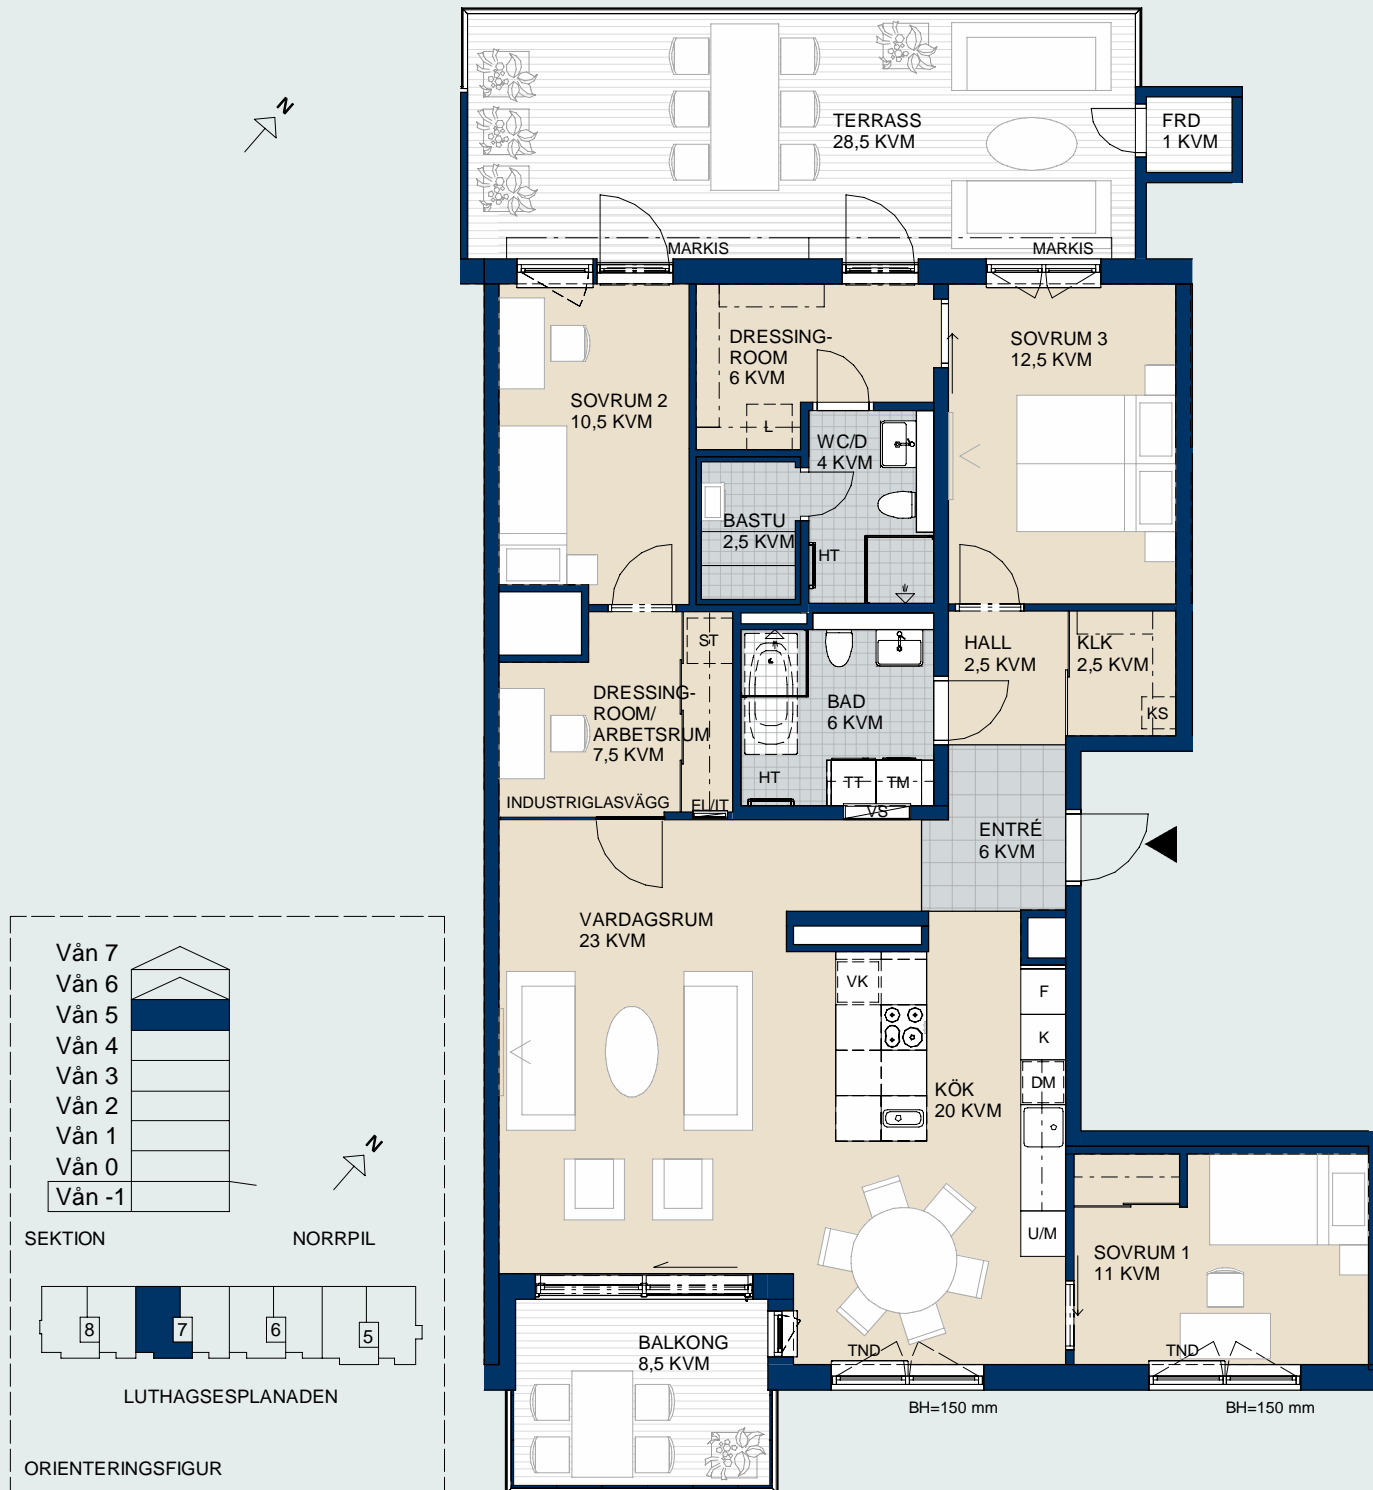 N
TERRASS
28,5 KVM
FRD
1 KVM
MARKIS
MARKIS
DRESSING-
ROOM
6 KVM
SOVRUM 3
12,5 KVM
SOVRUM 2
10,5 KVM
L
WC/D
4 KVM
BASTU
2,5 KVM
HT
ST
HALL
2,5 KVM
KLK
2,5 KVM
KS
DRESSING-
ROOM/
ARBETSRUM
7,5 KVM
BAD
6 KVM
HT
TT
TM
INDUSTRIGLASVÄGG
EL/IT
VS
ENTRÉ
6 KVM
VARDAGSRUM
23 KVM
VK
F
K
DM
KÖK
20 KVM
U/M
SOVRUM 1
11 KVM
BALKONG
8,5 KVM
TND
TND
BH=150 mm
BH=150 mm
Vån 7
Vån 6
Vån 5
Vån 4
Vån 3
Vån 2
Vån 1
Vån 0
Vån -1
N
SEKTION
NORRPIL
8
7
6
5
LUTHAGSESPLANADEN
ORIENTERINGSFIGUR